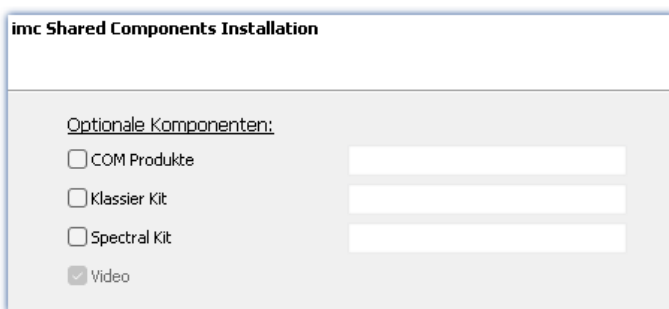 imc Shared Components Installation
Optionale Komponenten:
COM Produkte
Klassier Kit
Spectral Kit
Video